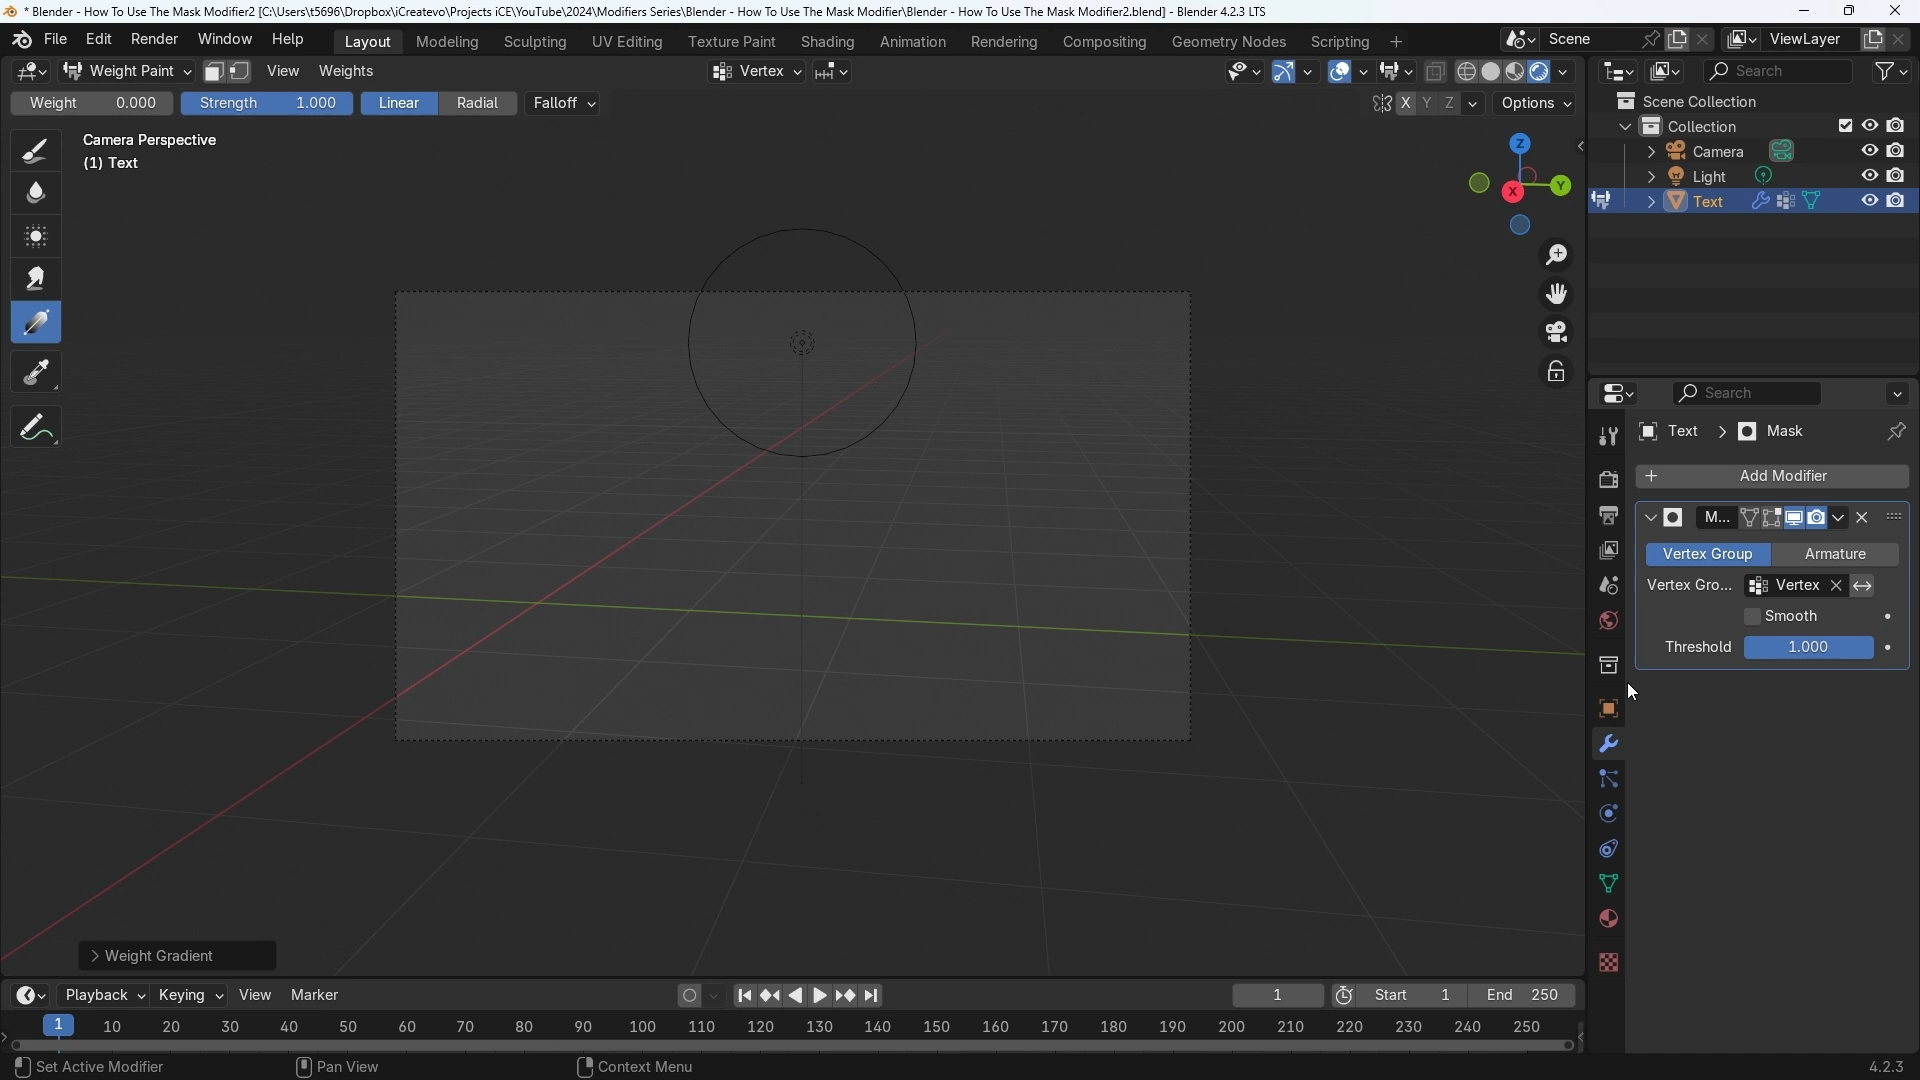 * Blender - How To Use The Mask Modifier2 [C:\Users\t5696\Dropbox\iCreatevo\Projects iCE\YouTube\2024\Modifiers Series\Blender - How To Use The Mask Modifier\Blender - How To Use The Mask Modifier2.blend] - Blender 4.2.3 LTS
File Edit Render Window Help Layout Modeling Sculpting UV Editing Texture Paint Shading Animation Rendering Compositing Geometry Nodes Scripting + Scene ViewLayer
Weight Paint View Weights Vertex Search
Weight 0.000 Strength 1.000 Linear Radial Falloff X Y Z Options
Scene Collection
Collection
Camera
Light
Text
Camera Perspective
(1) Text
Z
Y
X
Search
Text > Mask
+ Add Modifier
M...
Vertex Group Armature
Vertex Gro... Vertex
Smooth
Threshold 1.000
> Weight Gradient
Playback Keying View Marker 1 Start 1 End 250
1 10 20 30 40 50 60 70 80 90 100 110 120 130 140 150 160 170 180 190 200 210 220 230 240 250
Set Active Modifier Pan View Context Menu 4.2.3